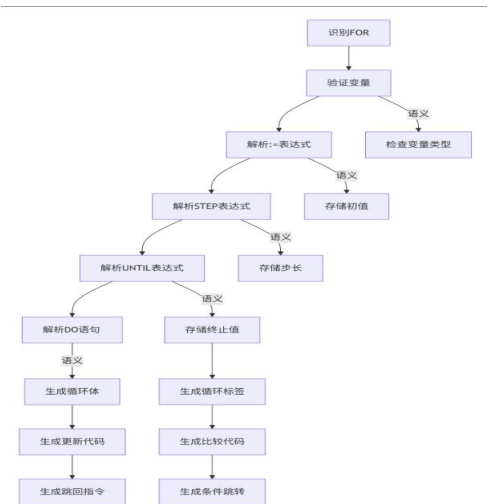 识别FOR
验证变量
语义
解析:=表达式
检查变量类型
语义
解析STEP表达式
存储初值
语义
解析UNTIL表达式
存储步长
语义
解析DO语句
存储终止值
语义
生成循环体
生成循环标签
生成更新代码
生成比较代码
生成跳回指令
生成条件跳转